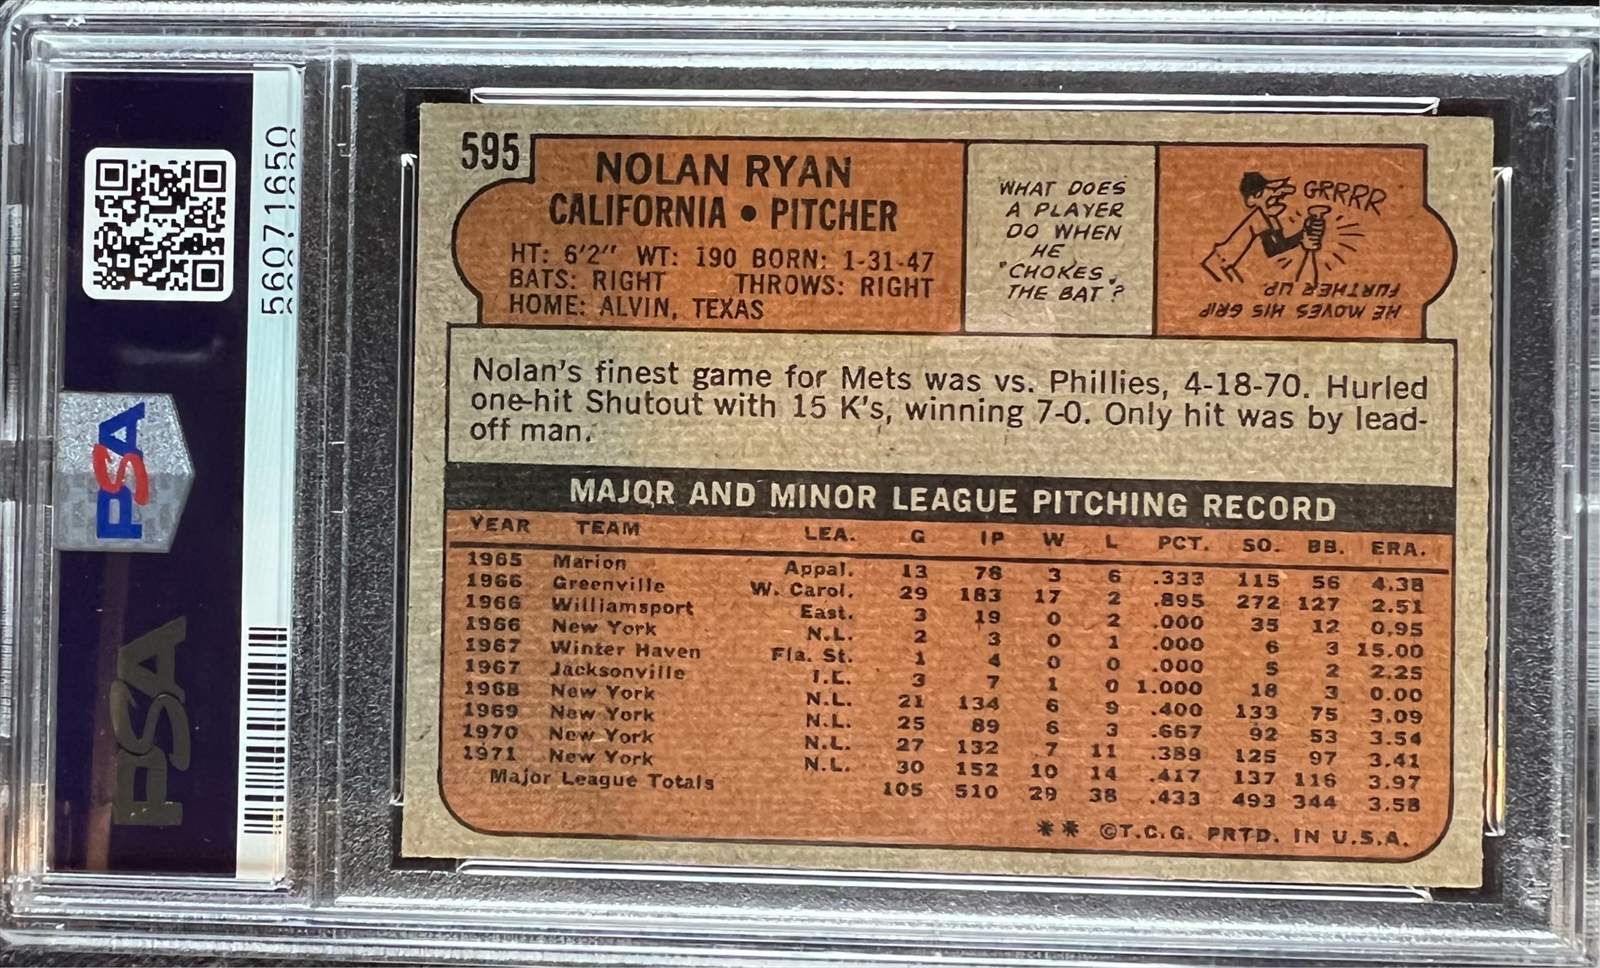 56071650
PSA
PSA
595
NOLAN RYAN
CALIFORNIA • PITCHER
HT: 6'2" WT: 190 BORN: 1-31-47
BATS: RIGHT THROWS: RIGHT
HOME: ALVIN, TEXAS
WHAT DOES
A PLAYER
DO WHEN
HE
"CHOKES
THE BAT"?
GRRRR
HE MOVES HIS GRIP
FURTHER UP
Nolan's finest game for Mets was vs. Phillies, 4-18-70. Hurled
one-hit Shutout with 15 K's, winning 7-0. Only hit was by lead-
off man.
MAJOR AND MINOR LEAGUE PITCHING RECORD
YEAR TEAM LEA. G IP W L PCT. SO. BB. ERA.
1965 Marion Appal. 13 78 3 6 .333 115 56 4.38
1966 Greenville W. Carol. 29 183 17 2 .895 272 127 2.51
1966 Williamsport East. 3 19 0 2 .000 35 12 0.95
1966 New York N.L. 2 3 0 1 .000 6 3 15.00
1967 Winter Haven Fla. St. 1 4 0 0 .000 5 2 2.25
1967 Jacksonville I.L. 3 7 1 0 1.000 18 3 0.00
1968 New York N.L. 21 134 6 9 .400 133 75 3.09
1969 New York N.L. 25 89 6 3 .667 92 53 3.54
1970 New York N.L. 27 132 7 11 .389 125 97 3.41
1971 New York N.L. 30 152 10 14 .417 137 116 3.97
Major League Totals 105 510 29 38 .433 493 344 3.58
** ©T.C.G. PRTD. IN U.S.A.